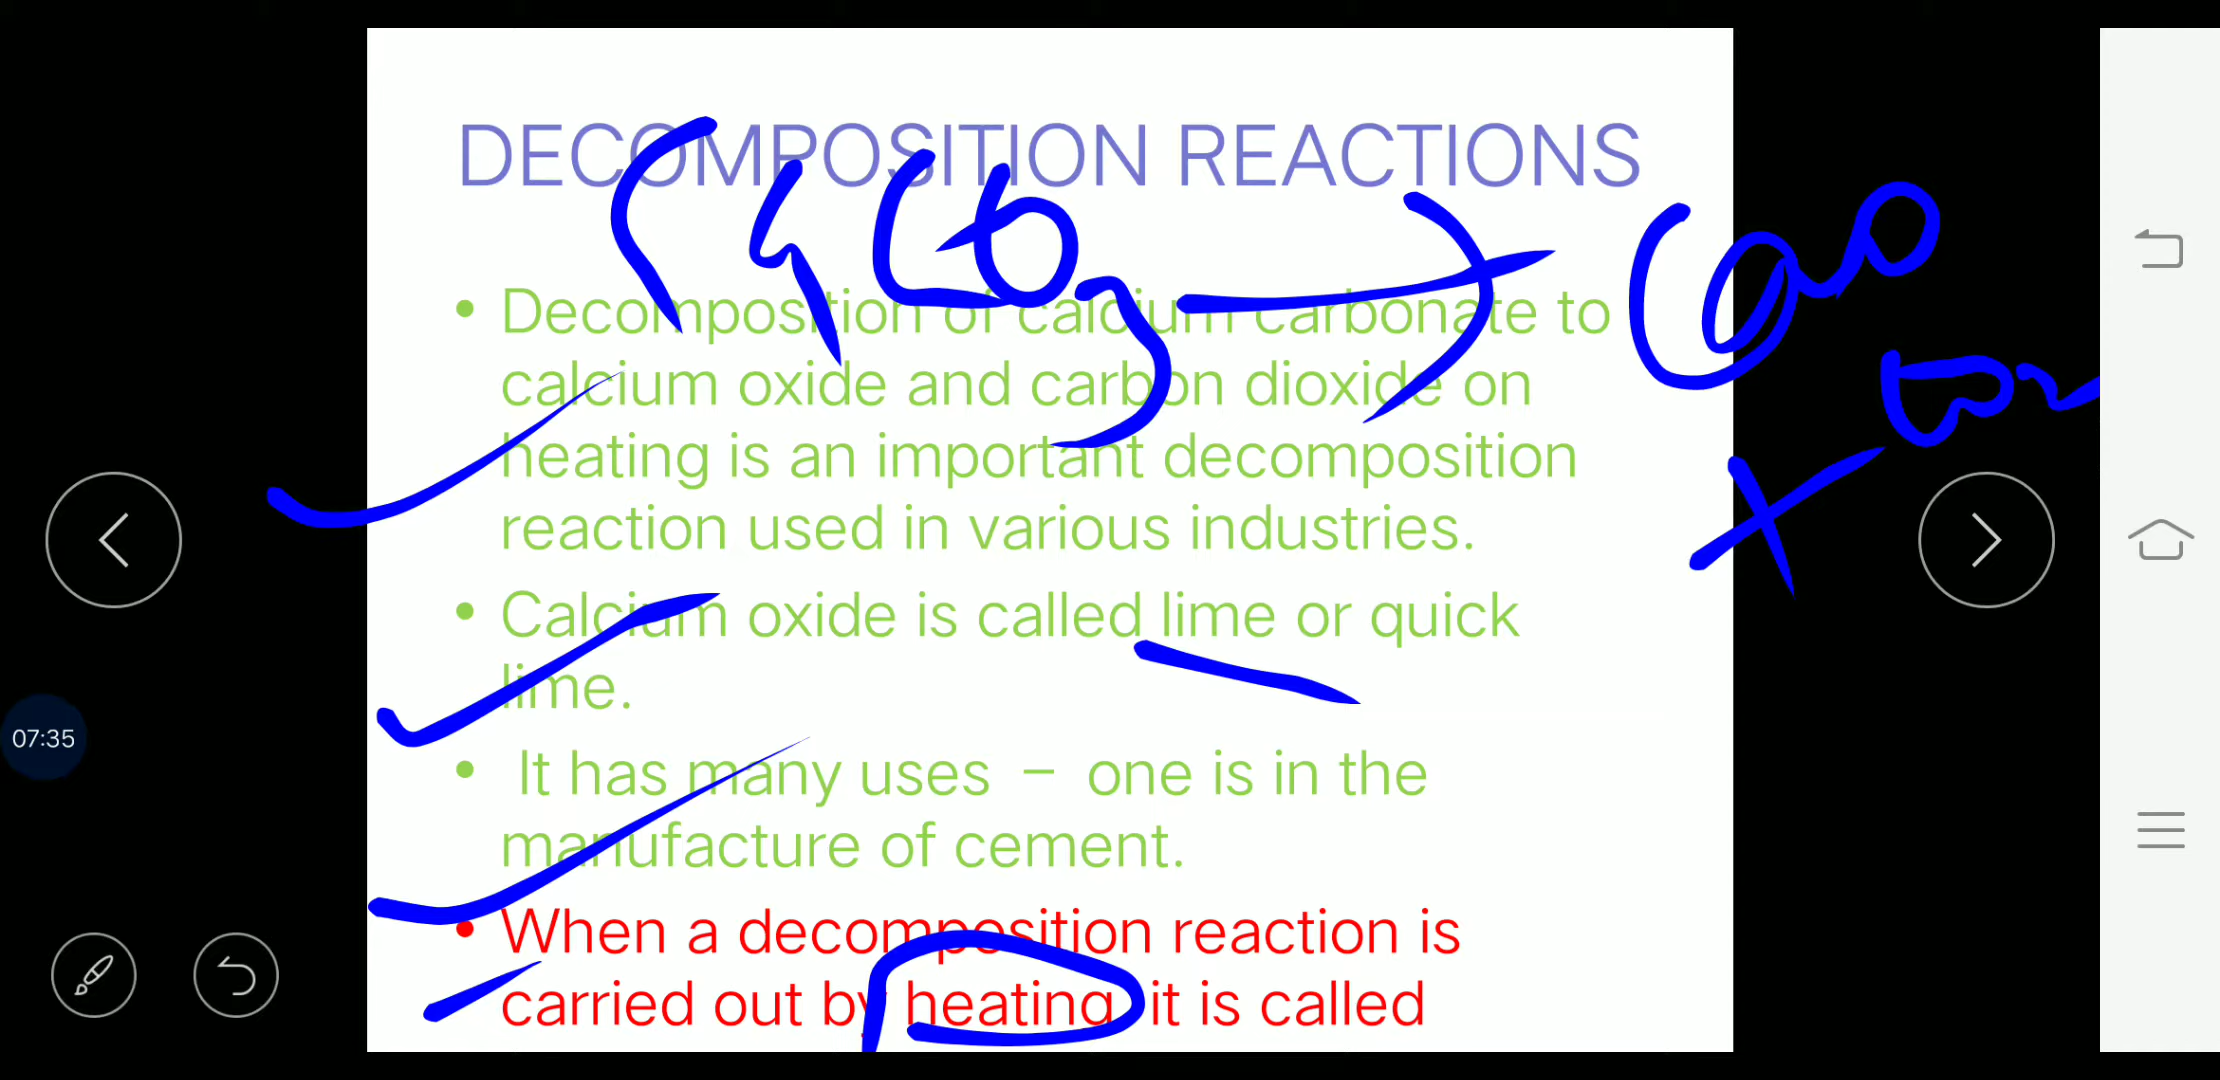 DECOMPOSITION REACTIONS
CaCO3 → CaO
+ CO2
• Decomposition of calcium carbonate to
calcium oxide and carbon dioxide on
heating is an important decomposition
reaction used in various industries.
• Calcium oxide is called lime or quick
lime.
• It has many uses – one is in the
manufacture of cement.
• When a decomposition reaction is
carried out by heating, it is called
07:35